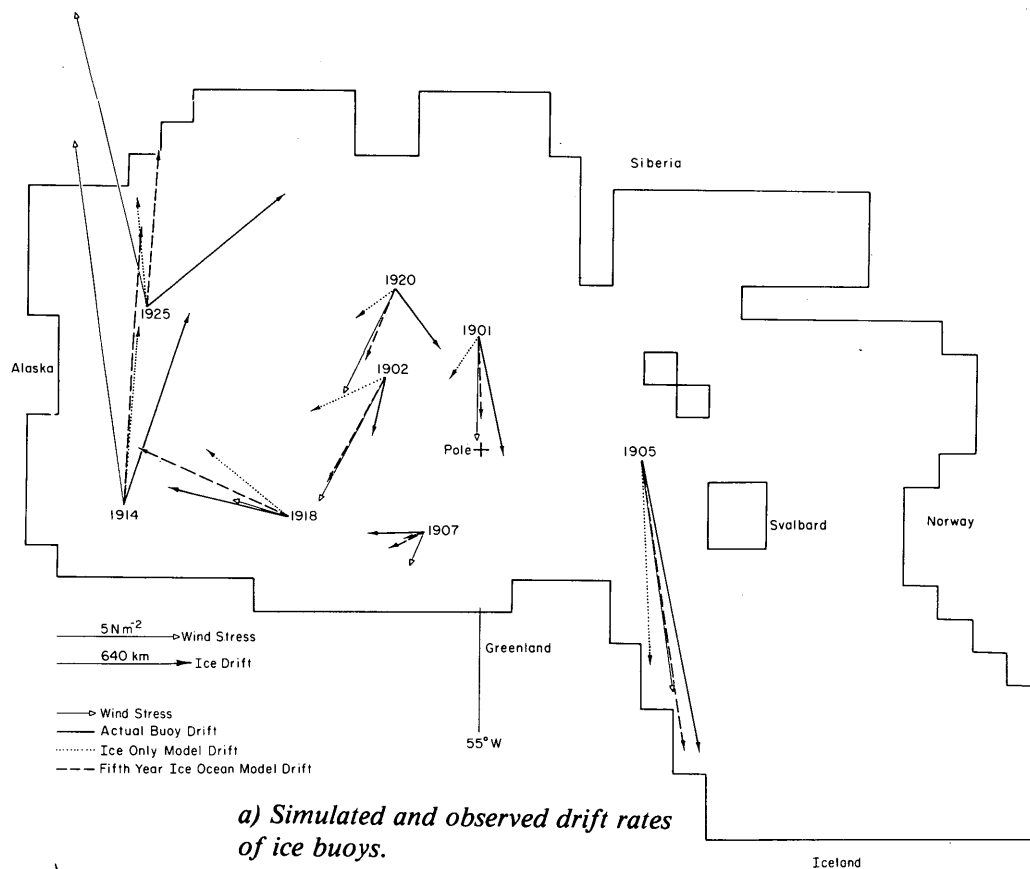 Siberia
1920
1925
1901
Alaska
1902
Pole
1905
1914
1918
1907
Svalbard
Norway
5 N m⁻² Wind Stress
640 km Ice Drift
Greenland
Wind Stress
Actual Buoy Drift
Ice Only Model Drift
Fifth Year Ice Ocean Model Drift
55° W
a) Simulated and observed drift rates
of ice buoys.
Iceland